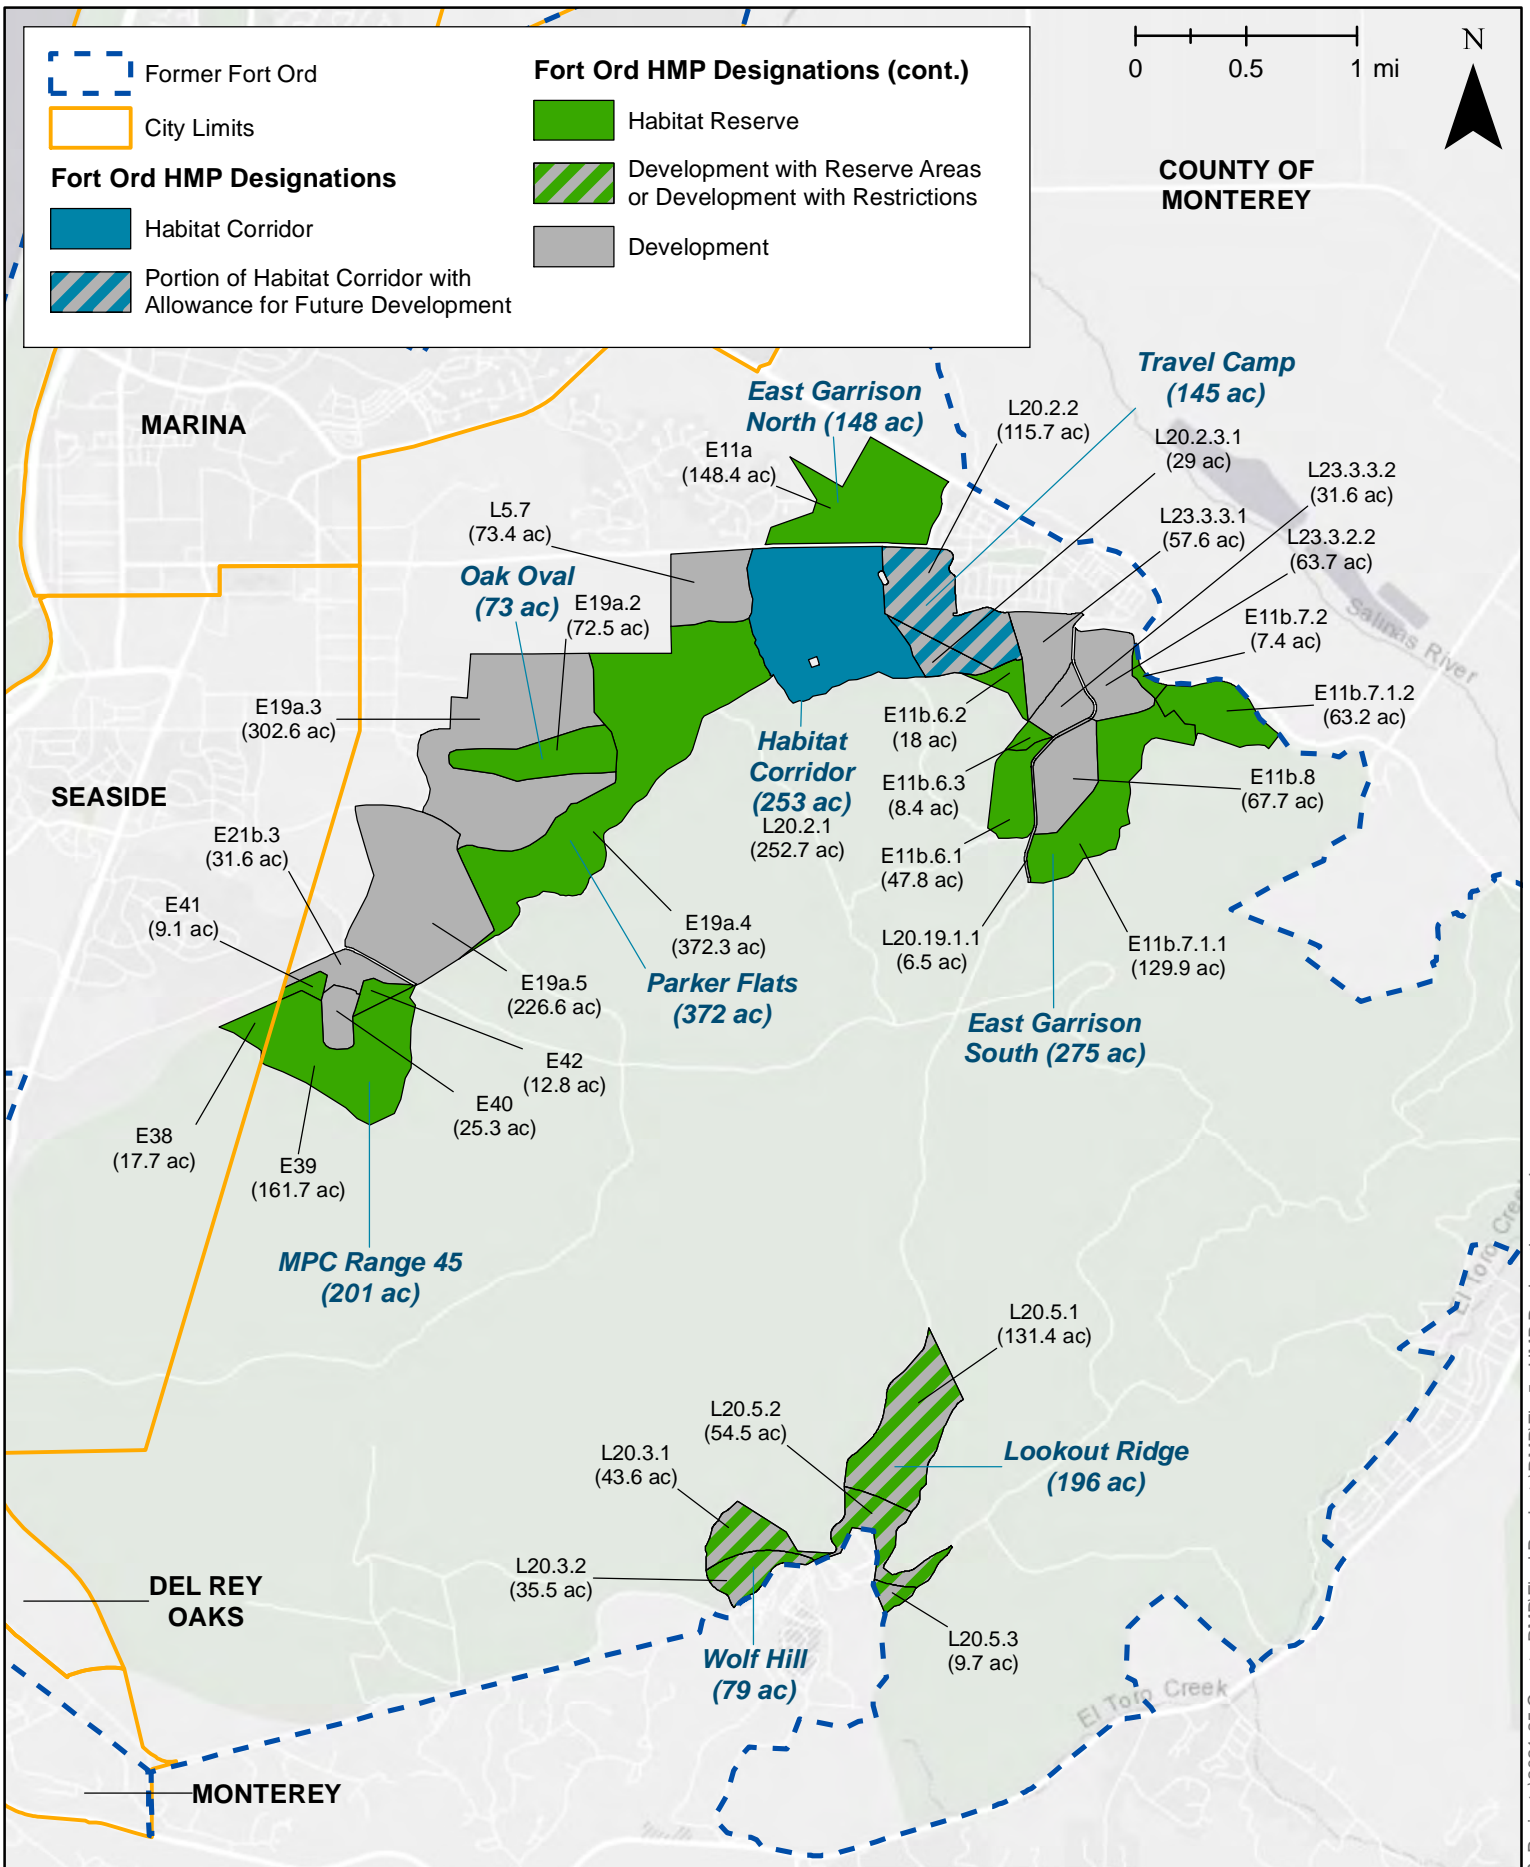 Former Fort Ord
City Limits
Fort Ord HMP Designations
Habitat Corridor
Portion of Habitat Corridor with
Allowance for Future Development
Fort Ord HMP Designations (cont.)
Habitat Reserve
Development with Reserve Areas
or Development with Restrictions
Development
0 0.5 1 mi
N
COUNTY OF
MONTEREY
MARINA
East Garrison
North (148 ac)
E11a
(148.4 ac)
L20.2.2
(115.7 ac)
Travel Camp
(145 ac)
L20.2.3.1
(29 ac)
L23.3.3.2
(31.6 ac)
L23.3.3.1
(57.6 ac)
L23.3.2.2
(63.7 ac)
L5.7
(73.4 ac)
Oak Oval
(73 ac)
E19a.2
(72.5 ac)
Salinas River
E11b.7.2
(7.4 ac)
E11b.7.1.2
(63.2 ac)
E19a.3
(302.6 ac)
E11b.6.2
(18 ac)
Habitat
Corridor
(253 ac)
L20.2.1
(252.7 ac)
E11b.6.3
(8.4 ac)
E11b.8
(67.7 ac)
SEASIDE
E21b.3
(31.6 ac)
E11b.6.1
(47.8 ac)
E41
(9.1 ac)
E19a.4
(372.3 ac)
L20.19.1.1
(6.5 ac)
E11b.7.1.1
(129.9 ac)
E19a.5
(226.6 ac)
Parker Flats
(372 ac)
East Garrison
South (275 ac)
E42
(12.8 ac)
E40
(25.3 ac)
E38
(17.7 ac)
E39
(161.7 ac)
MPC Range 45
(201 ac)
El Toro Creek
L20.5.1
(131.4 ac)
L20.5.2
(54.5 ac)
L20.3.1
(43.6 ac)
Lookout Ridge
(196 ac)
L20.3.2
(35.5 ac)
DEL REY
OAKS
L20.5.3
(9.7 ac)
Wolf Hill
(79 ac)
El Toro Creek
MONTEREY